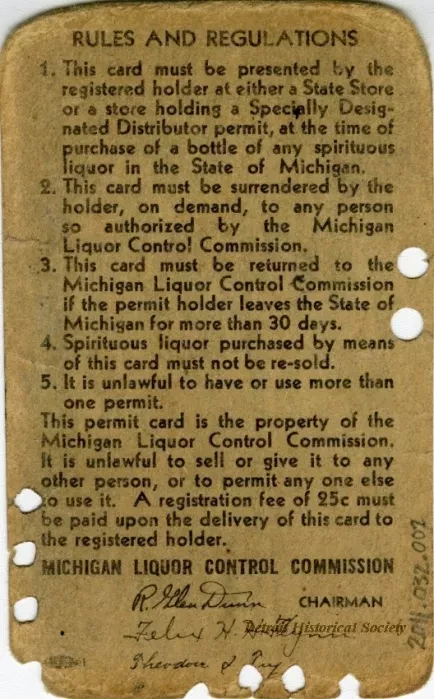 RULES AND REGULATIONS
1. This card must be presented by the
registered holder at either a State Store
or a store holding a Specially Desig-
nated Distributor permit, at the time of
purchase of a bottle of any spirituous
liquor in the State of Michigan.
2. This card must be surrendered by the
holder, on demand, to any person
so authorized by the Michigan
Liquor Control Commission.
3. This card must be returned to the
Michigan Liquor Control Commission
if the permit holder leaves the State of
Michigan for more than 30 days.
4. Spirituous liquor purchased by means
of this card must not be re-sold.
5. It is unlawful to have or use more than
one permit.
This permit card is the property of the
Michigan Liquor Control Commission.
It is unlawful to sell or give it to any
other person, or to permit any one else
to use it. A registration fee of 25c must
be paid upon the delivery of this card to
the registered holder.
MICHIGAN LIQUOR CONTROL COMMISSION
R. Glen Dunn CHAIRMAN
Felix H. H. Flynn
Detroit Historical Society
Theodore I. Fry
2011.032.002